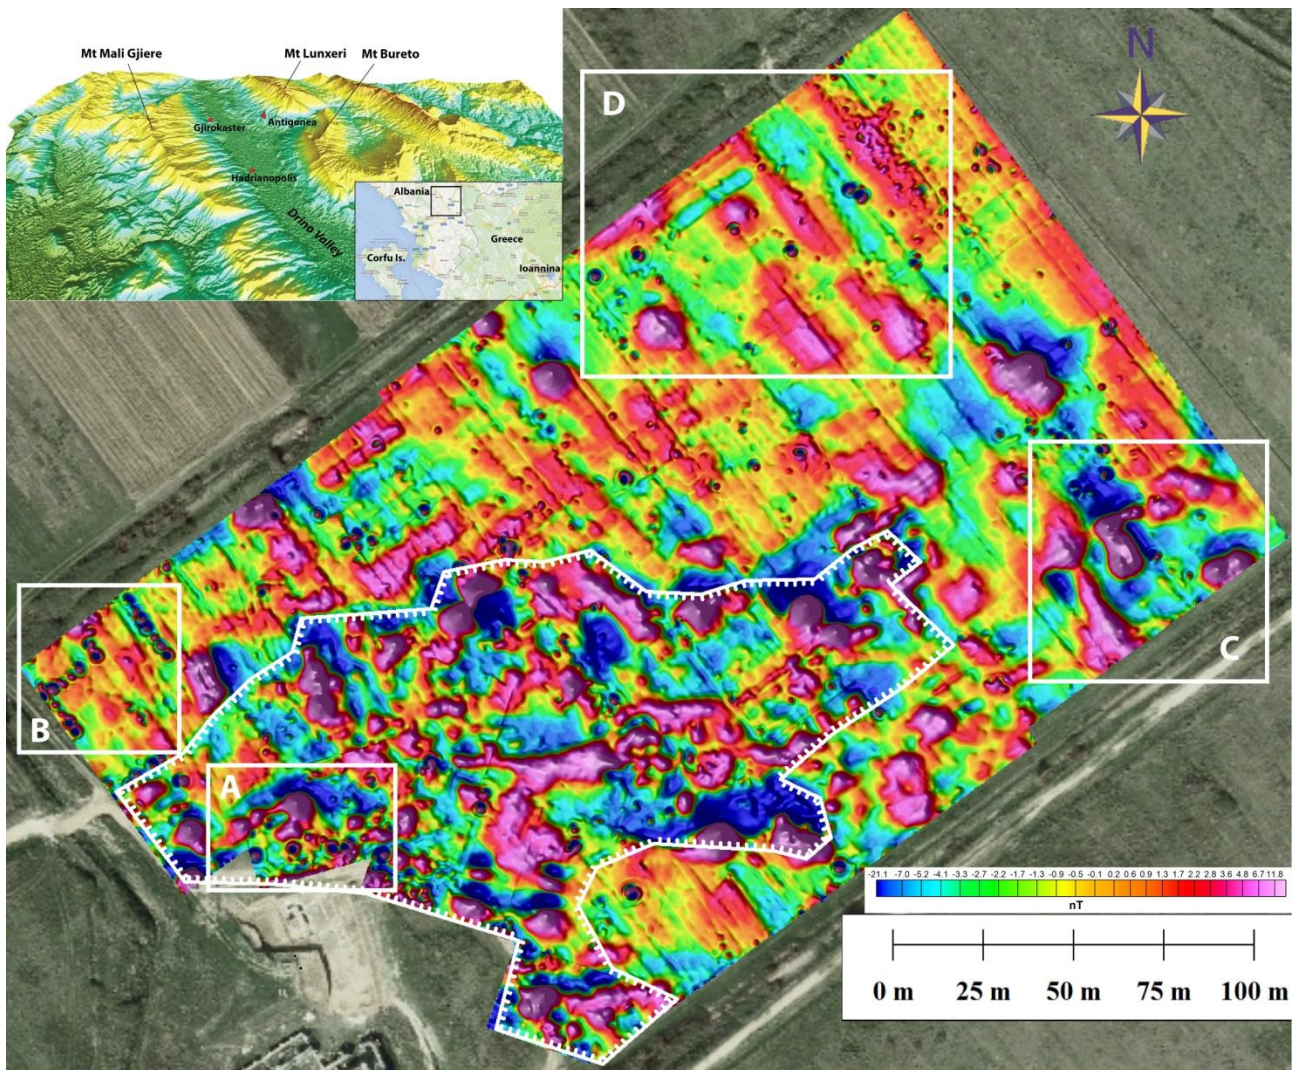 Mt Mali Gjiere
Mt Lunxeri
Mt Bureto
Gjirokaster
Antigonea
Hadrianopolis
Drino Valley
Albania
Greece
Corfu Is.
Ioannina
N
D
C
B
A
-21.1 -7.0 -5.2 -4.1 -3.3 -2.7 -2.2 -1.7 -1.3 -0.9 -0.5 -0.1 0.2 0.6 0.9 1.3 1.7 2.2 2.8 3.6 4.8 6.7 11.8
nT
0 m 25 m 50 m 75 m 100 m